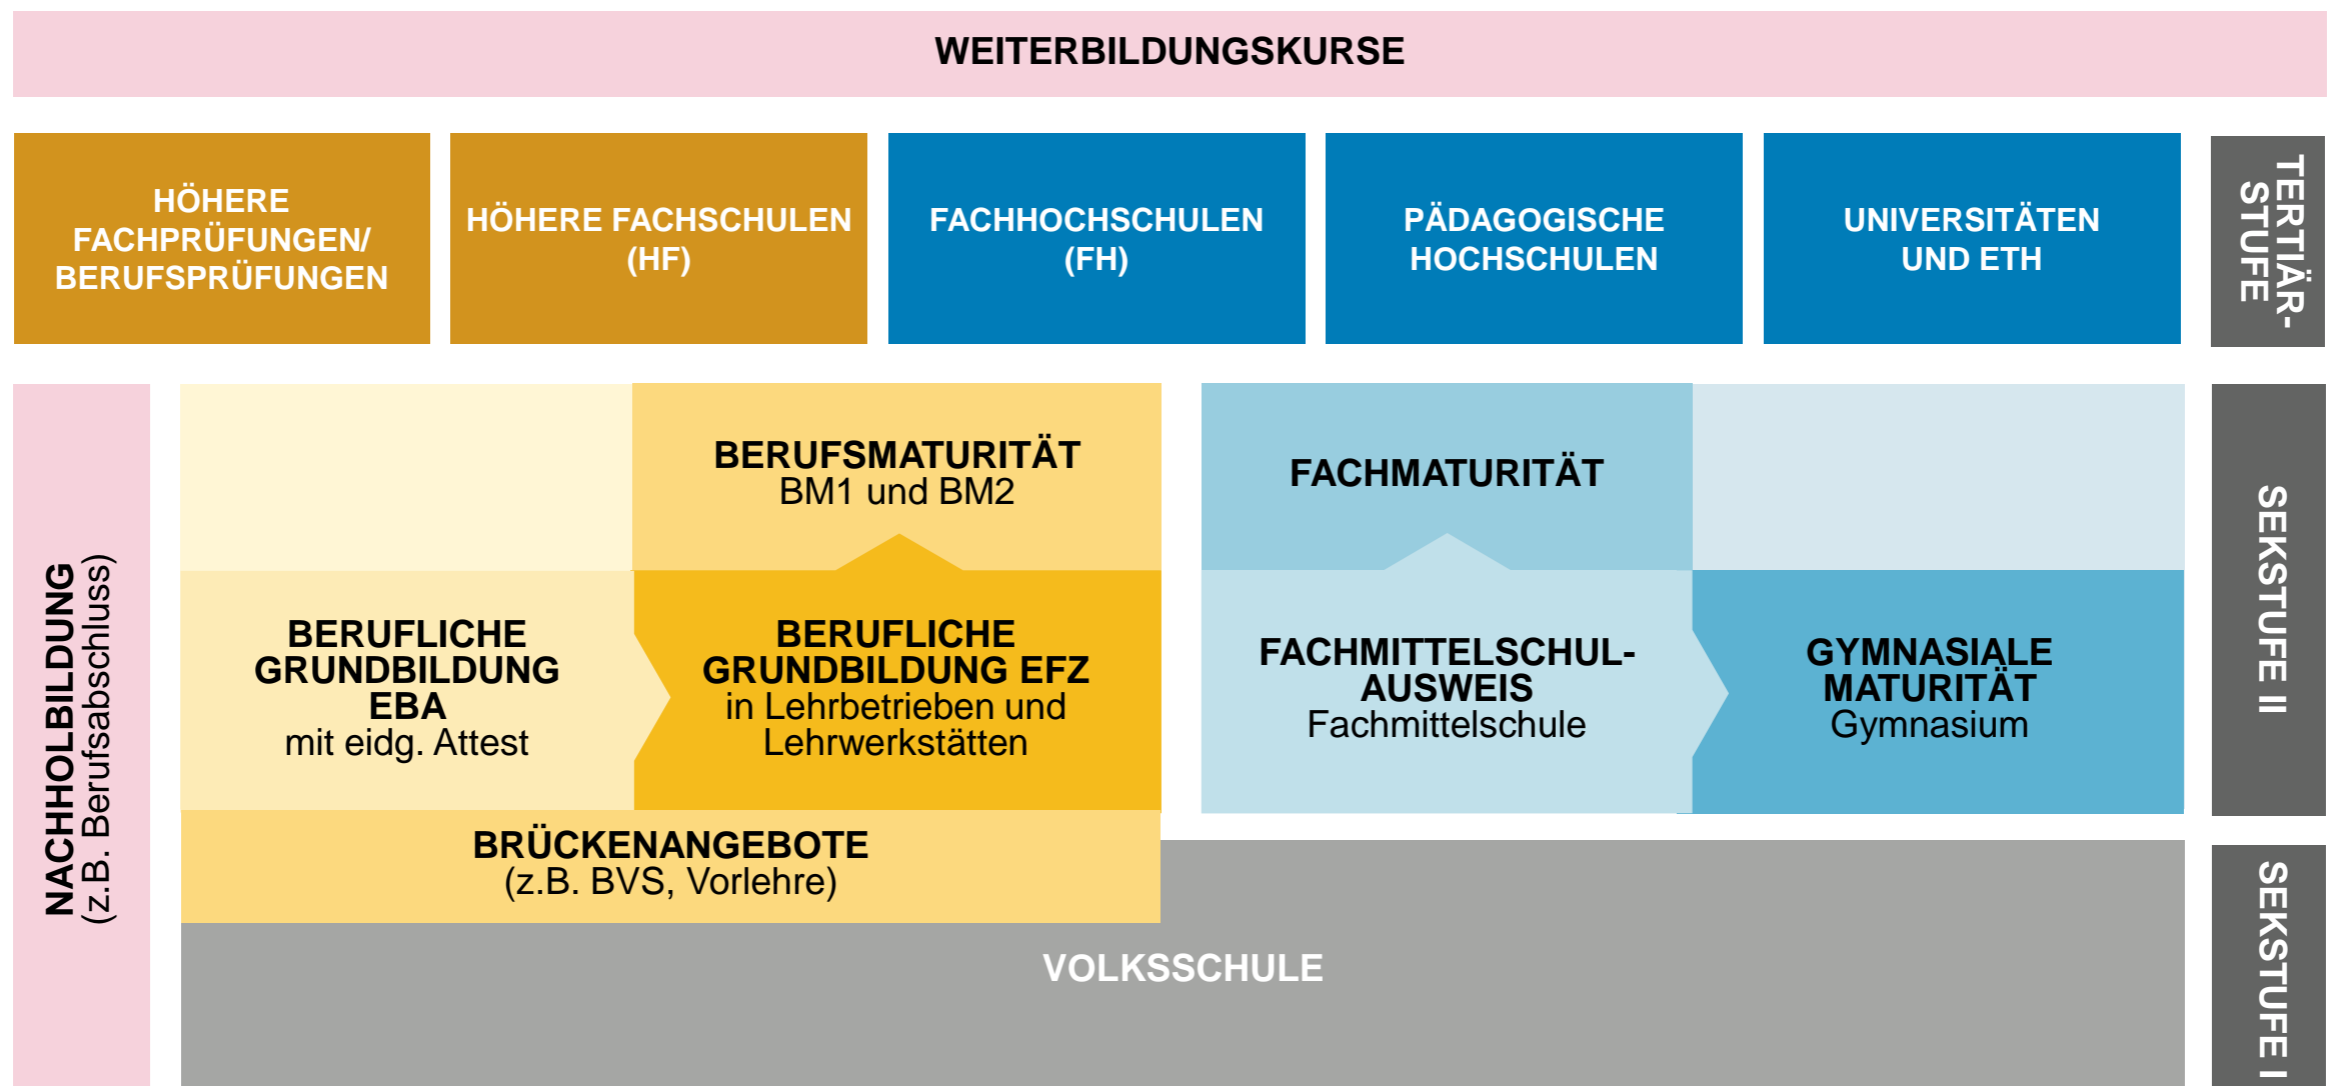 WEITERBILDUNGSKURSE
HÖHERE
FACHPRÜFUNGEN/
BERUFSPRÜFUNGEN
HÖHERE FACHSCHULEN
(HF)
FACHHOCHSCHULEN
(FH)
PÄDAGOGISCHE
HOCHSCHULEN
UNIVERSITÄTEN
UND ETH
TERTIÄR-
STUFE
NACHHOLBILDUNG
(z.B. Berufsabschluss)
BERUFSMATURITÄT
BM1 und BM2
FACHMATURITÄT
BERUFLICHE
GRUNDBILDUNG
EBA
mit eidg. Attest
BERUFLICHE
GRUNDBILDUNG EFZ
in Lehrbetrieben und
Lehrwerkstätten
FACHMITTELSCHUL-
AUSWEIS
Fachmittelschule
GYMNASIALE
MATURITÄT
Gymnasium
SEKSTUFE II
BRÜCKENANGEBOTE
(z.B. BVS, Vorlehre)
VOLKSSCHULE
SEKSTUFE I